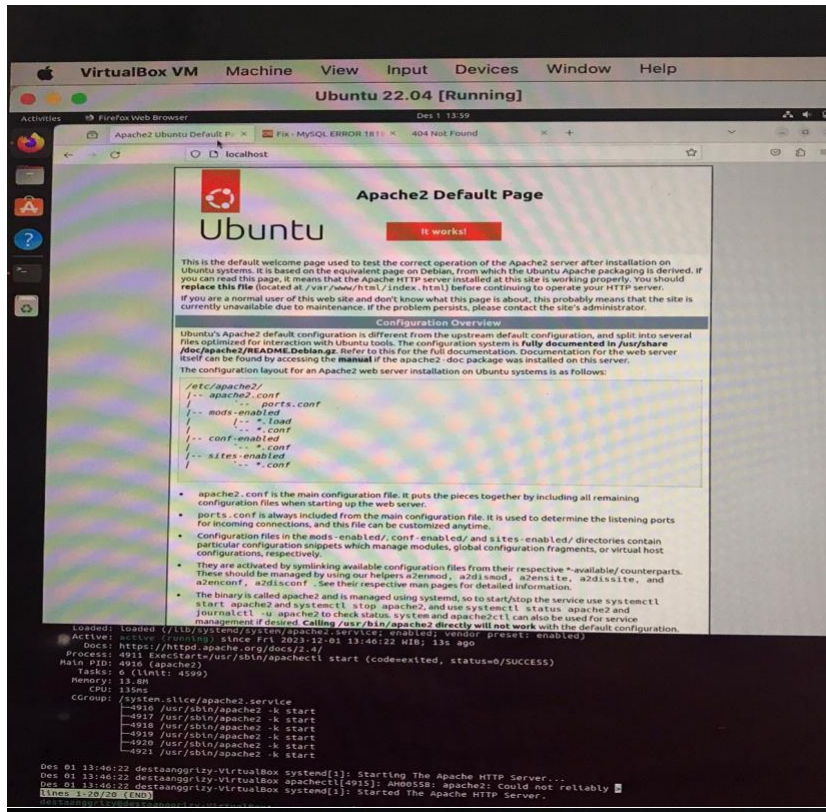 VirtualBox VM Machine View Input Devices Window Help
Ubuntu 22.04 [Running]
Activities Firefox Web Browser Des 1 13:59
Apache2 Ubuntu Default P Fix - MySQL ERROR 181 404 Not Found
localhost
Apache2 Default Page
Ubuntu
It works!
This is the default welcome page used to test the correct operation of the Apache2 server after installation on
Ubuntu systems. It is based on the equivalent page on Debian, from which the Ubuntu Apache packaging is derived. If
you can read this page, it means that the Apache HTTP server installed at this site is working properly. You should
replace this file (located at /var/www/html/index.html) before continuing to operate your HTTP server.
If you are a normal user of this web site and don't know what this page is about, this probably means that the site is
currently unavailable due to maintenance. If the problem persists, please contact the site's administrator.
Configuration Overview
Ubuntu's Apache2 default configuration is different from the upstream default configuration, and split into several
files optimized for interaction with Ubuntu tools. The configuration system is fully documented in /usr/share
/doc/apache2/README.Debian.gz. Refer to this for the full documentation. Documentation for the web server
itself can be found by accessing the manual if the apache2-doc package was installed on this server.
The configuration layout for an Apache2 web server installation on Ubuntu systems is as follows:
/etc/apache2/
|-- apache2.conf
| `-- ports.conf
|-- mods-enabled
| |-- *.load
| `-- *.conf
|-- conf-enabled
| `-- *.conf
|-- sites-enabled
| `-- *.conf
• apache2.conf is the main configuration file. It puts the pieces together by including all remaining
configuration files when starting up the web server.
• ports.conf is always included from the main configuration file. It is used to determine the listening ports
for incoming connections, and this file can be customized anytime.
• Configuration files in the mods-enabled/, conf-enabled/ and sites-enabled/ directories contain
particular configuration snippets which manage modules, global configuration fragments, or virtual host
configurations, respectively.
• They are activated by symlinking available configuration files from their respective *-available/ counterparts.
These should be managed by using our helpers a2enmod, a2dismod, a2ensite, a2dissite, and
a2enconf, a2disconf . See their respective man pages for detailed information.
• The binary is called apache2 and is managed using systemd, so to start/stop the service use systemctl
start apache2 and systemctl stop apache2, and use systemctl status apache2 and
journalctl -u apache2 to check status. system and apache2ctl can also be used for service
management if desired. Calling /usr/bin/apache2 directly will not work with the default configuration.
Loaded: loaded (/lib/systemd/system/apache2.service; enabled; vendor preset: enabled)
Active: active (running) since Fri 2023-12-01 13:46:22 WIB; 13s ago
Docs: https://httpd.apache.org/docs/2.4/
Process: 4911 ExecStart=/usr/sbin/apachectl start (code=exited, status=0/SUCCESS)
Main PID: 4916 (apache2)
Tasks: 6 (limit: 4599)
Memory: 13.8M
CPU: 135ms
CGroup: /system.slice/apache2.service
├─4916 /usr/sbin/apache2 -k start
├─4917 /usr/sbin/apache2 -k start
├─4918 /usr/sbin/apache2 -k start
├─4919 /usr/sbin/apache2 -k start
├─4920 /usr/sbin/apache2 -k start
└─4921 /usr/sbin/apache2 -k start
Des 01 13:46:22 destaanggrizy-VirtualBox systemd[1]: Starting The Apache HTTP Server...
Des 01 13:46:22 destaanggrizy-VirtualBox apachectl[4915]: AH00558: apache2: Could not reliably >
Des 01 13:46:22 destaanggrizy-VirtualBox systemd[1]: Started The Apache HTTP Server.
lines 1-20/20 (END)